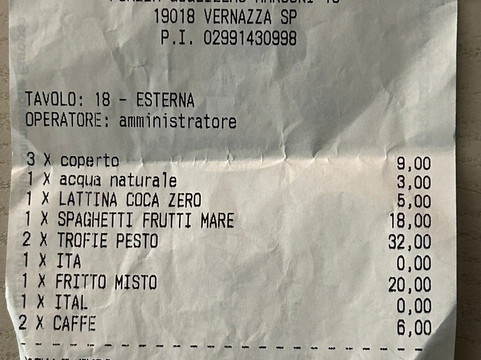 19018 VERNAZZA SP
P.I. 02991430998
TAVOLO: 18 - ESTERNA
OPERATORE: amministratore
3 X coperto 9,00
1 X acqua naturale 3,00
1 X LATTINA COCA ZERO 5,00
1 X SPAGHETTI FRUTTI MARE 18,00
2 X TROFIE PESTO 32,00
1 X ITA 0,00
1 X FRITTO MISTO 20,00
1 X ITAL 0,00
2 X CAFFE 6,00